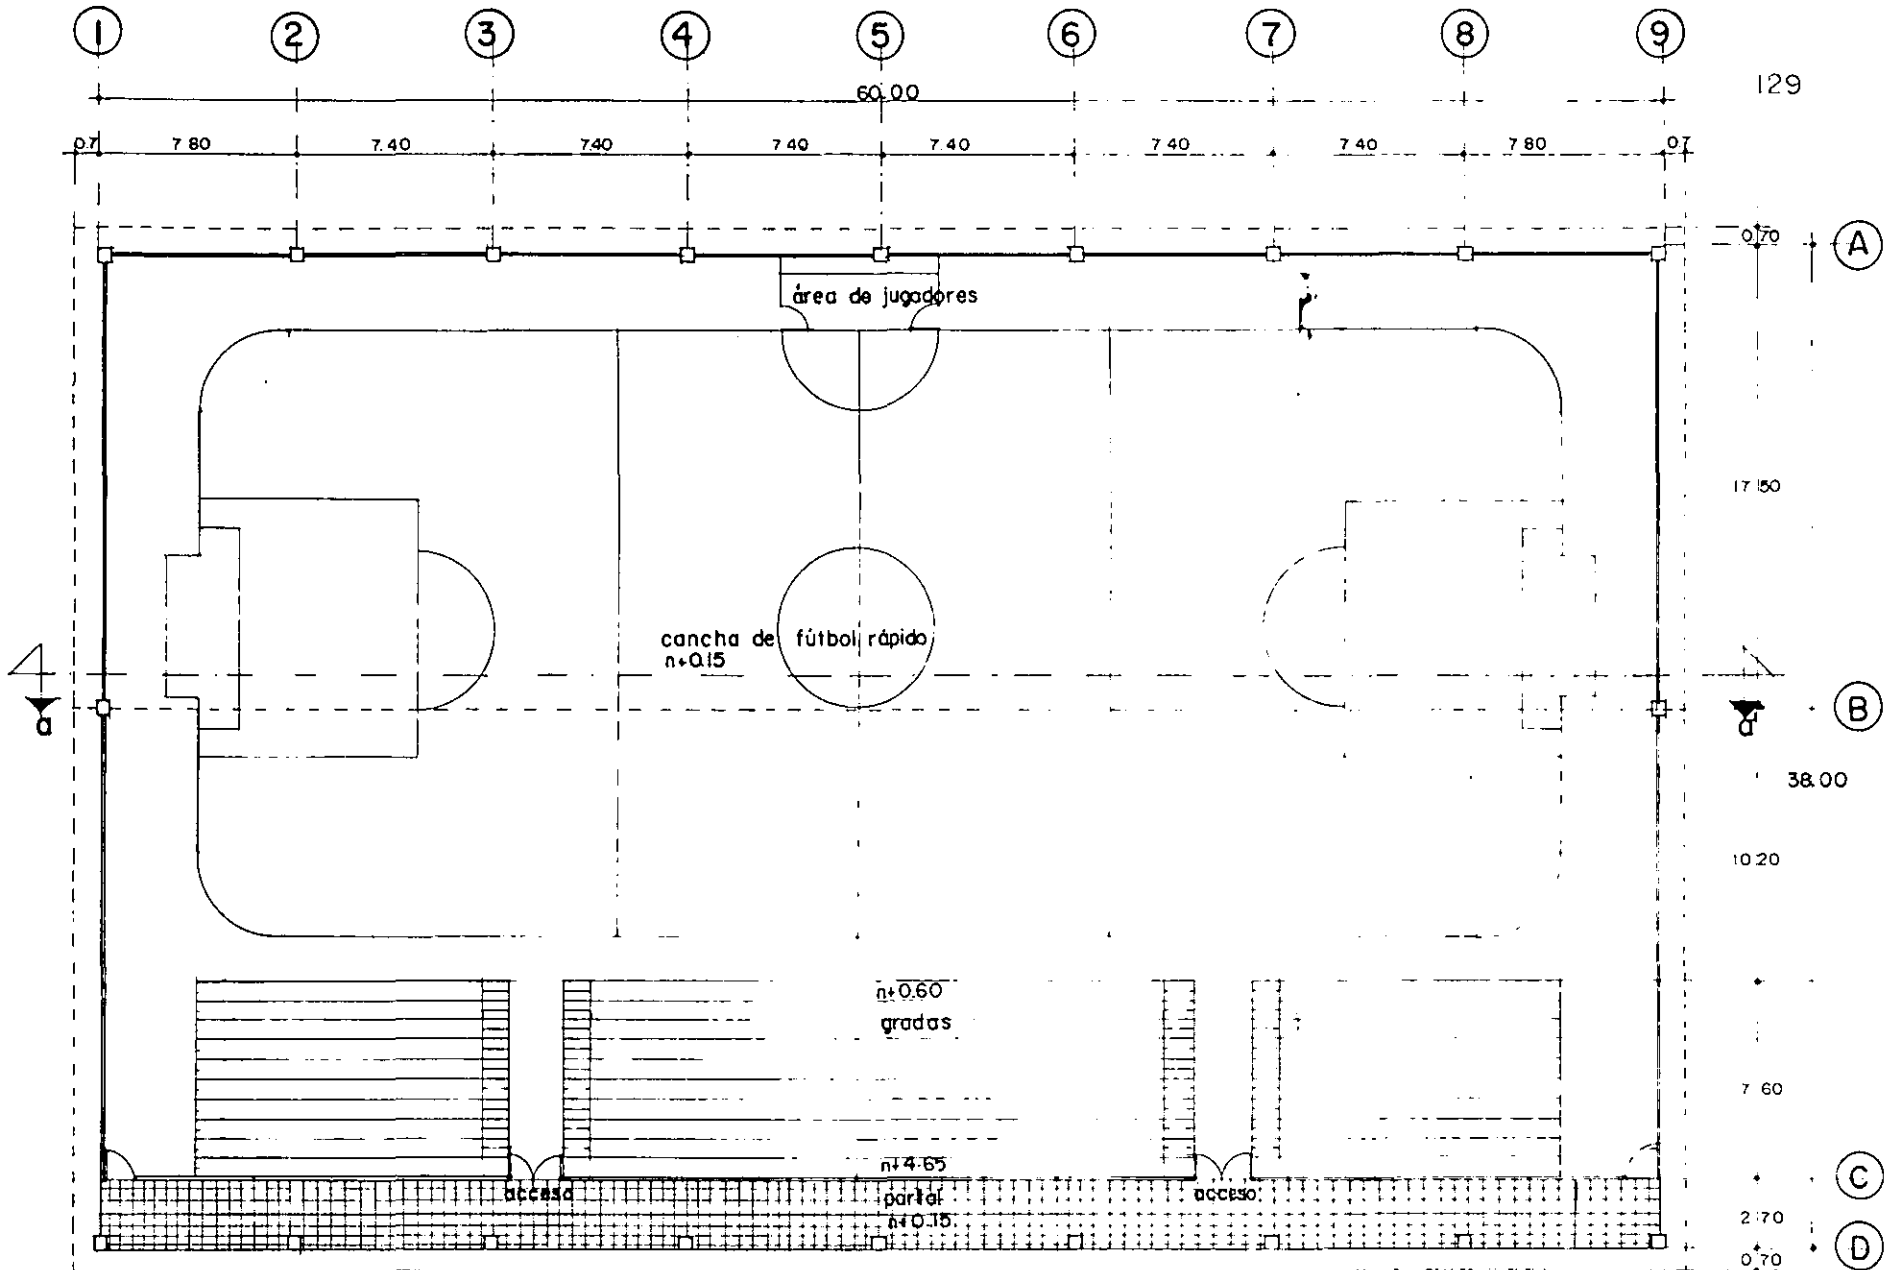 1 2 3 4 5 6 7 8 9
129
60.00
0.7 7.80 7.40 7.40 7.40 7.40 7.40 7.40 7.80 0.7
0.70
A
área de jugadores
17.50
cancha de fútbol rápido
n+0.15
a a'
B
38.00
10.20
n+0.60
gradas
7.60
n+4.65
C
acceso acceso
portal
n+0.15
2.70
D
0.70